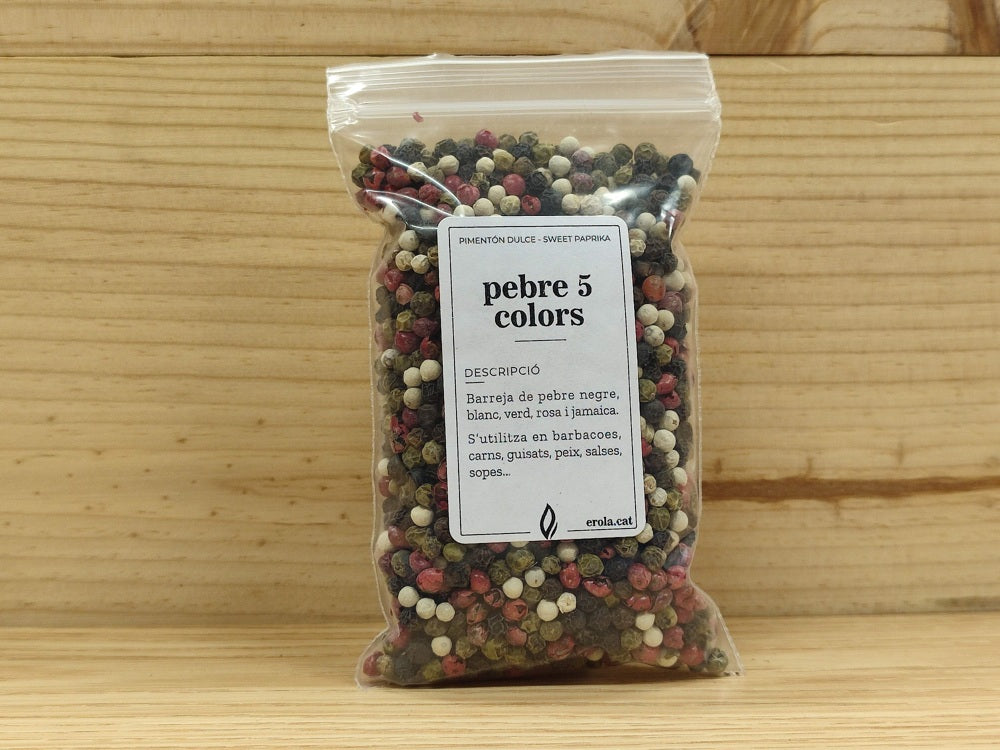 PIMENTÓN DULCE - SWEET PAPRIKA
pebre 5
colors
DESCRIPCIÓ
Barreja de pebre negre,
blanc, verd, rosa i jamaica.
S'utilitza en barbacoes,
carns, guisats, peix, salses,
sopes...
erola.cat